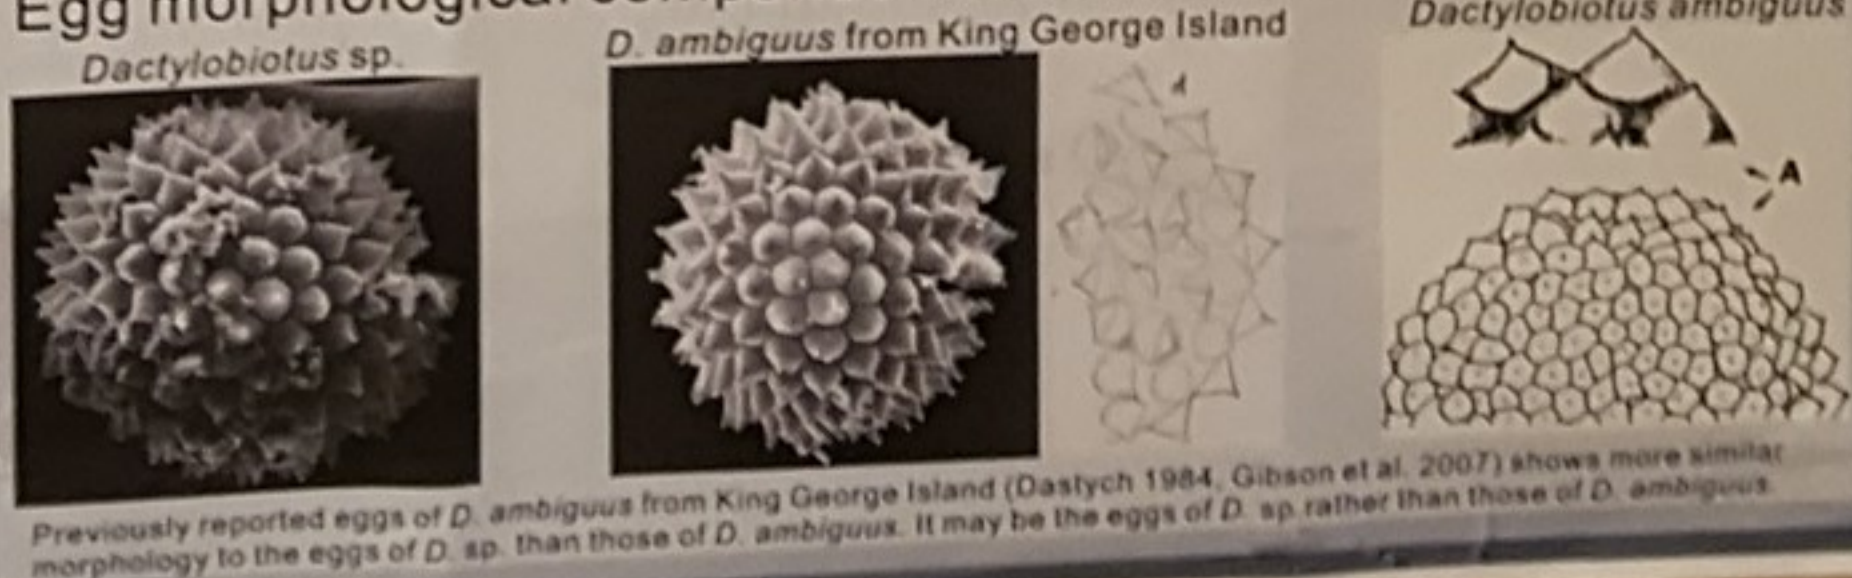 Egg morphological
Dactylobiotus sp.
D. ambiguus from King George Island
Dactylobiotus ambiguus
A
A
Previously reported eggs of D. ambiguus from King George Island (Dastych 1984, Gibson et al. 2007) shows more similar
morphology to the eggs of D. sp. than those of D. ambiguus. It may be the eggs of D. sp rather than those of D. ambiguus.